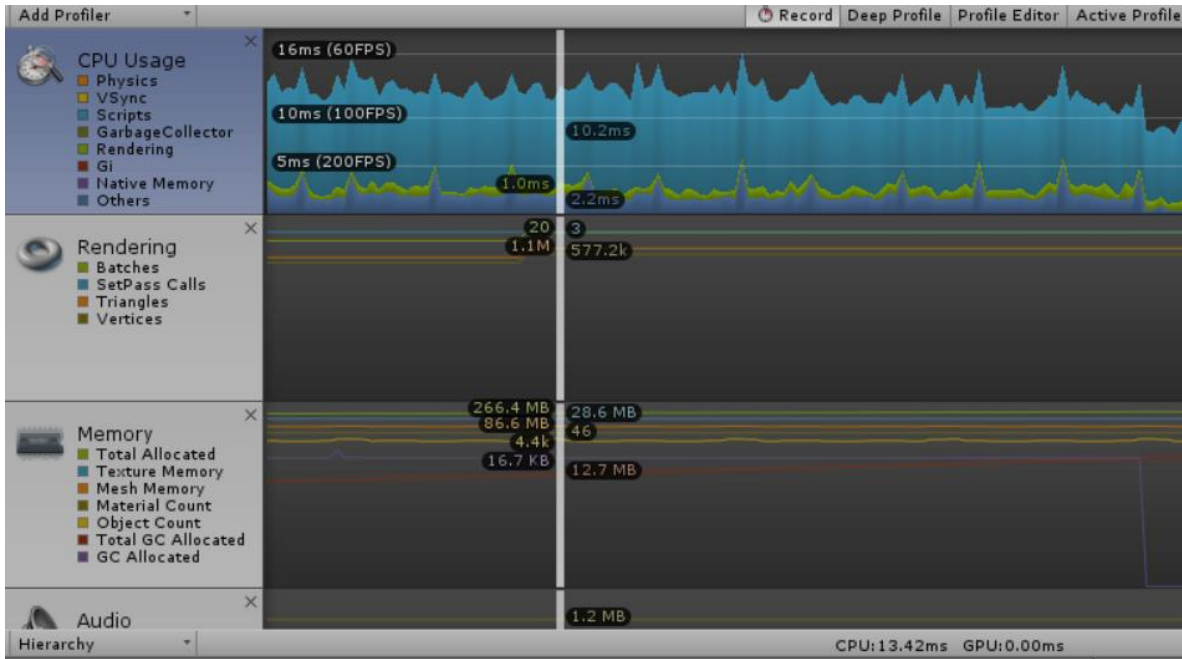 Add Profiler Record Deep Profile Profile Editor Active Profile
CPU Usage
Physics
VSync
Scripts
GarbageCollector
Rendering
Gi
Native Memory
Others
16ms (60FPS)
10ms (100FPS)
5ms (200FPS)
10.2ms
1.0ms
2.2ms
Rendering
Batches
SetPass Calls
Triangles
Vertices
20 3
1.1M 577.2k
Memory
Total Allocated
Texture Memory
Mesh Memory
Material Count
Object Count
Total GC Allocated
GC Allocated
266.4 MB 28.6 MB
86.6 MB 46
4.4k
16.7 KB 12.7 MB
Audio
1.2 MB
Hierarchy CPU:13.42ms GPU:0.00ms